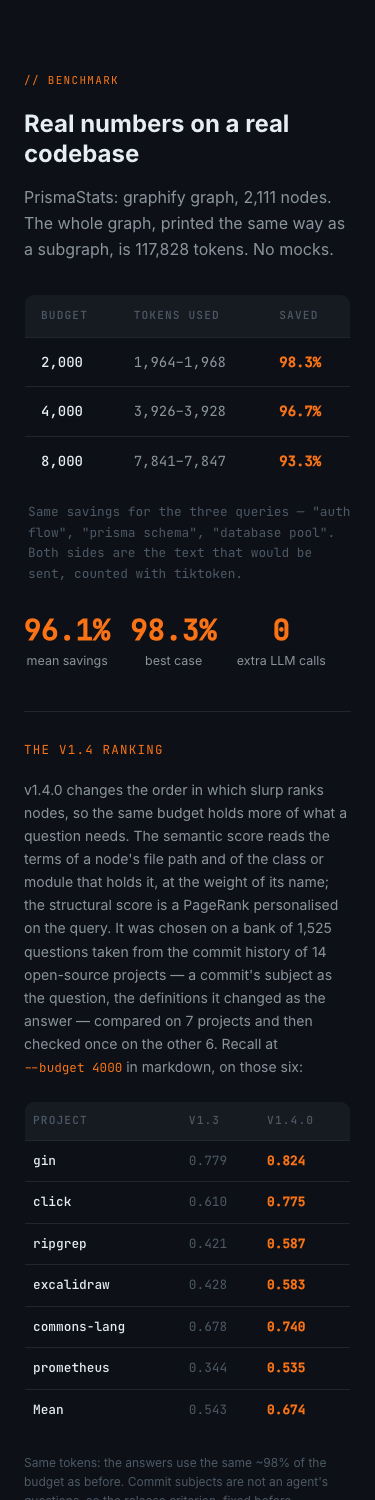 // BENCHMARK
Real numbers on a real
codebase
PrismaStats: graphify graph, 2,111 nodes.
The whole graph, printed the same way as
a subgraph, is 117,828 tokens. No mocks.
BUDGET TOKENS USED SAVED
2,000 1,964–1,968 98.3%
4,000 3,926–3,928 96.7%
8,000 7,841–7,847 93.3%
Same savings for the three queries — "auth
flow", "prisma schema", "database pool".
Both sides are the text that would be
sent, counted with tiktoken.
96.1% 98.3% 0
mean savings best case extra LLM calls
THE V1.4 RANKING
v1.4.0 changes the order in which slurp ranks
nodes, so the same budget holds more of what a
question needs. The semantic score reads the
terms of a node's file path and of the class or
module that holds it, at the weight of its name;
the structural score is a PageRank personalised
on the query. It was chosen on a bank of 1,525
questions taken from the commit history of 14
open-source projects — a commit's subject as
the question, the definitions it changed as the
answer — compared on 7 projects and then
checked once on the other 6. Recall at
--budget 4000 in markdown, on those six:
PROJECT V1.3 V1.4.0
gin 0.779 0.824
click 0.610 0.775
ripgrep 0.421 0.587
excalidraw 0.428 0.583
commons-lang 0.678 0.740
prometheus 0.344 0.535
Mean 0.543 0.674
Same tokens: the answers use the same ~98% of the
budget as before. Commit subjects are not an agent's